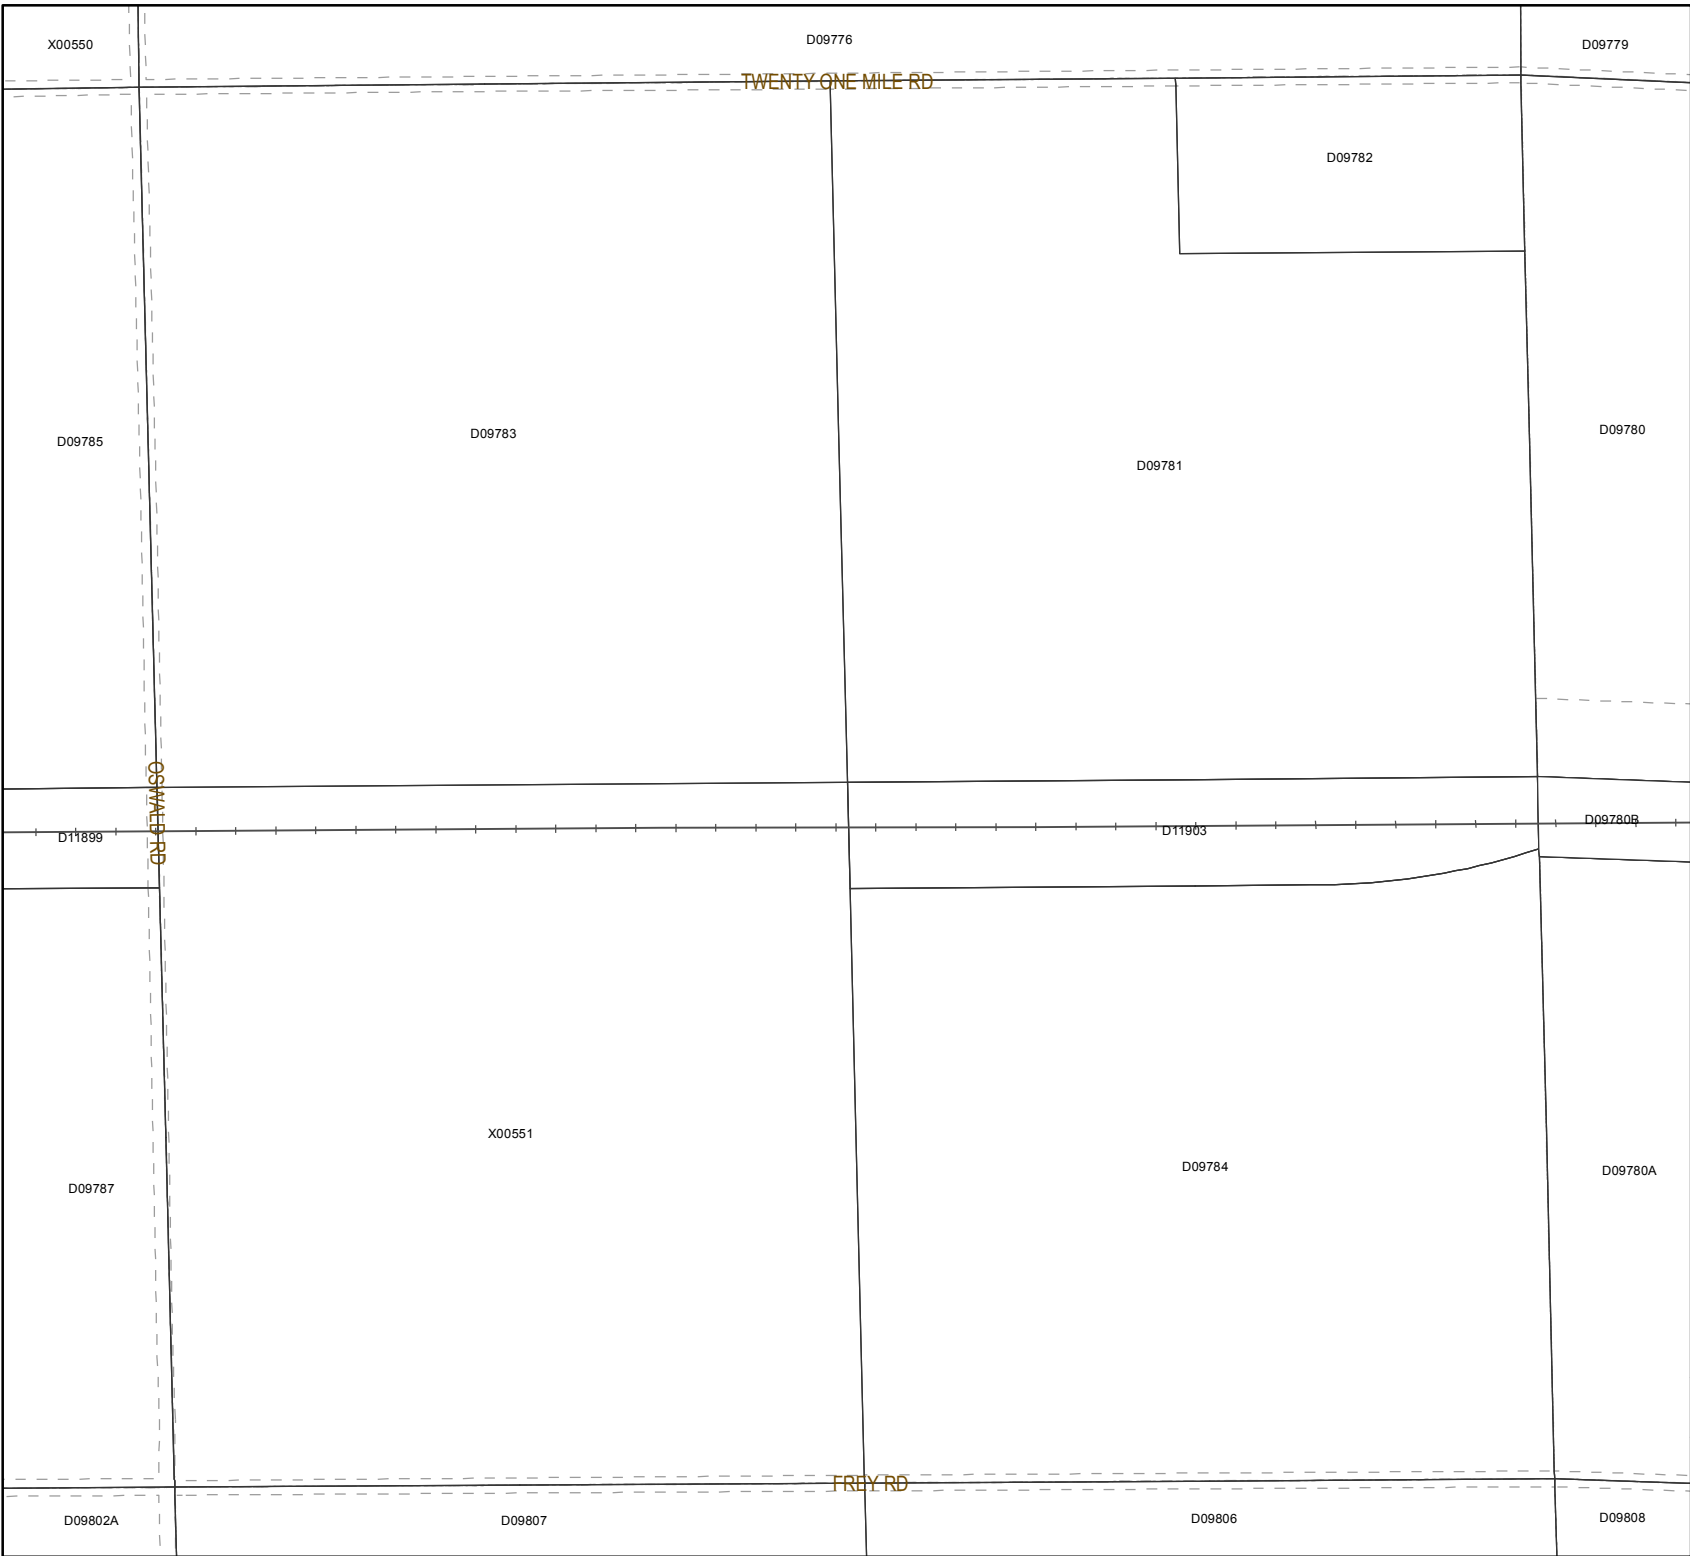 X00550
D09776
D09779
TWENTY ONE MILE RD
D09782
D09785
D09783
D09781
D09780
OSWALD RD
D11899
D11903
D09780B
X00551
D09784
D09787
D09780A
FREY RD
D09802A
D09807
D09806
D09808